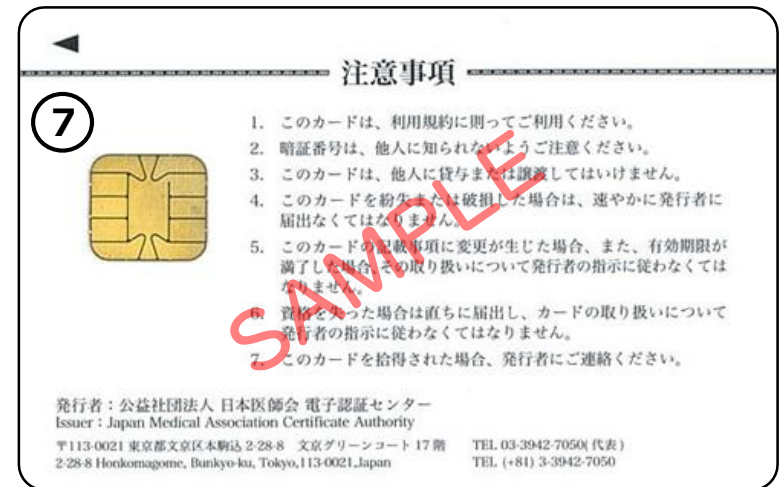 注意事項
⑦
1. このカードは、利用規約に則ってご利用ください。
2. 暗証番号は、他人に知られないようご注意ください。
3. このカードは、他人に貸与または譲渡してはいけません。
4. このカードを紛失または破損した場合は、速やかに発行者に
届出なくてはなりません。
5. このカードの記載事項に変更が生じた場合、また、有効期限が
満了した場合、その取り扱いについて発行者の指示に従わなくては
なりません。
6. 資格を失った場合は直ちに届出し、カードの取り扱いについて
発行者の指示に従わなくてはなりません。
7. このカードを拾得された場合、発行者にご連絡ください。
SAMPLE
発行者：公益社団法人 日本医師会 電子認証センター
Issuer : Japan Medical Association Certificate Authority
〒113-0021 東京都文京区本駒込 2-28-8 文京グリーンコート 17 階 TEL 03-3942-7050( 代表 )
2-28-8 Honkomagome, Bunkyo-ku, Tokyo,113-0021,Japan TEL (+81) 3-3942-7050